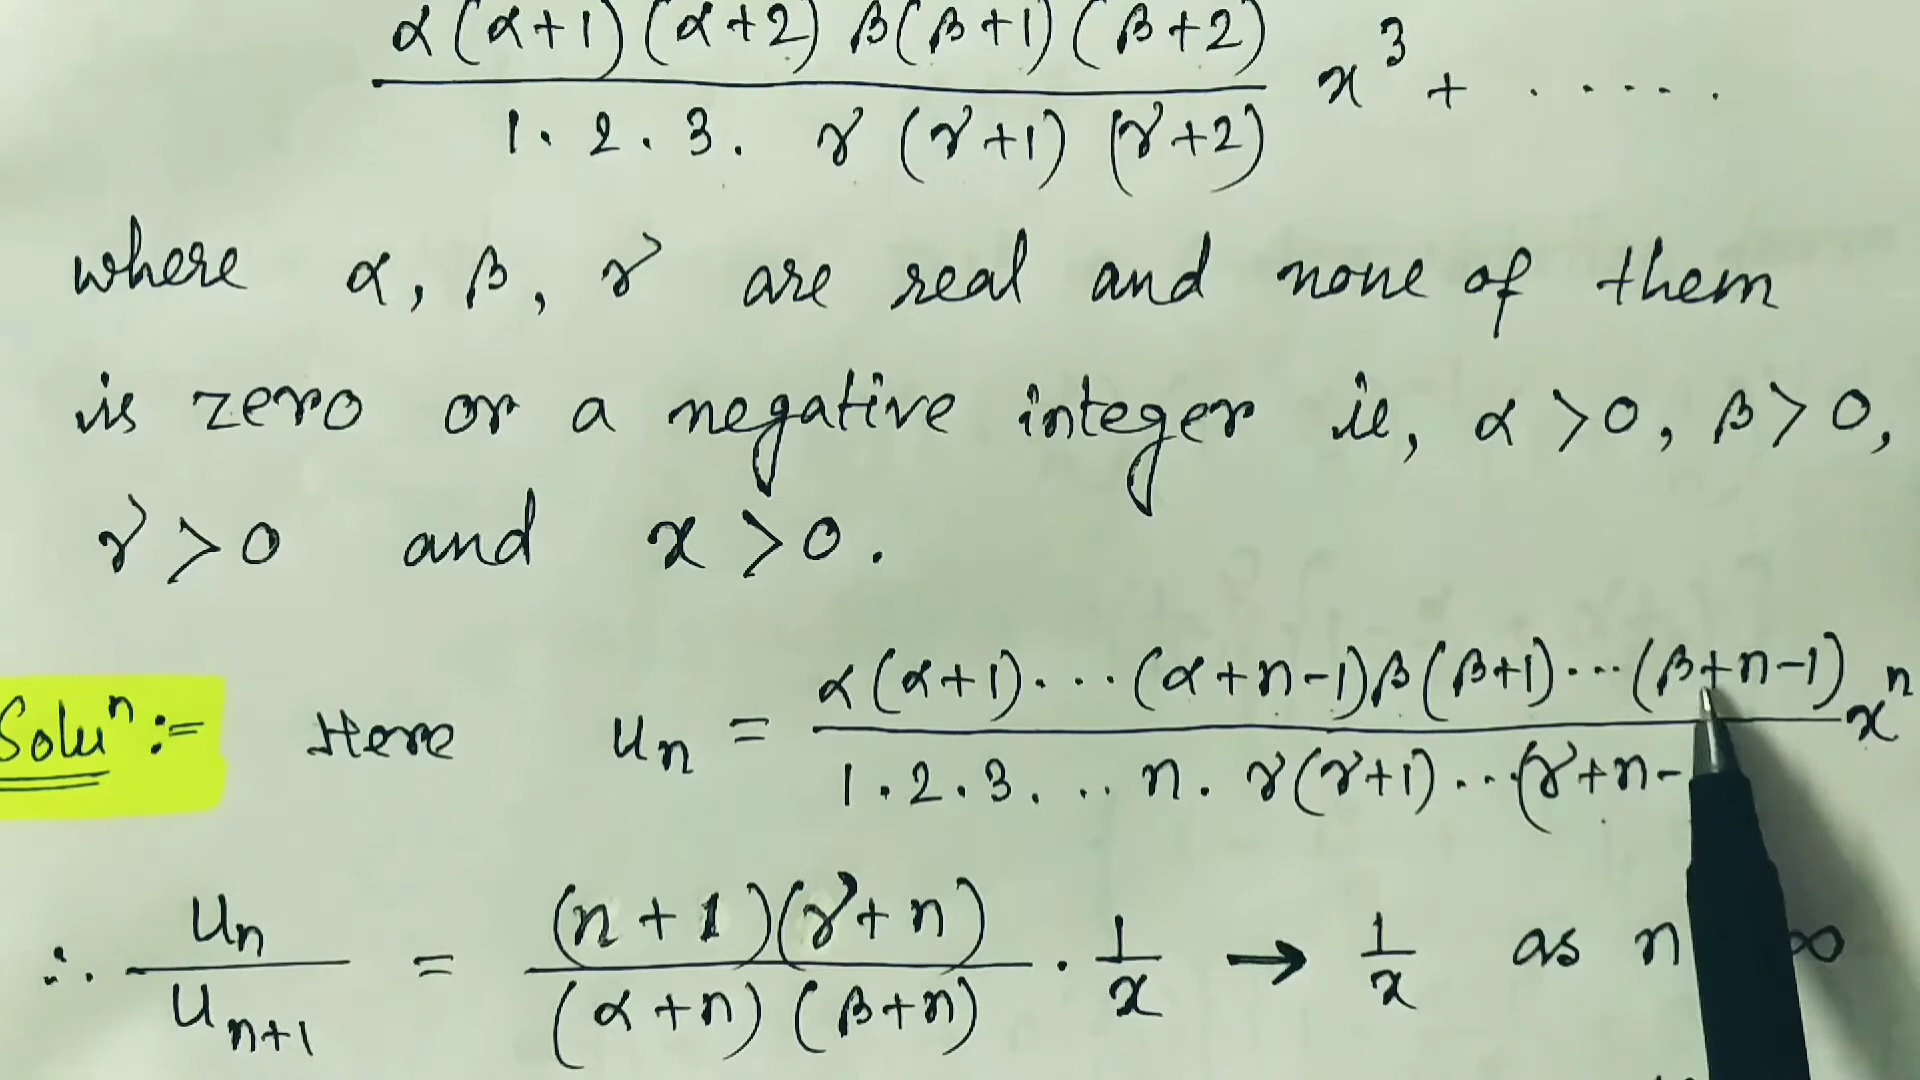 α(α+1)(α+2) β(β+1)(β+2)
x³ + . . . . .
1. 2. 3. γ (γ+1) (γ+2)
where α, β, γ are real and none of them
is zero or a negative integer ie, α > 0, β > 0,
γ > 0 and x > 0.
α(α+1)...(α+n-1)β(β+1)...(β+n-1)
Soluⁿ:= Here uₙ = xⁿ
1.2.3. .. n. γ(γ+1)...(γ+n-
uₙ (n+1)(γ+n) 1 1
∴ = . → as n ∞
uₙ₊₁ (α+n) (β+n) x x